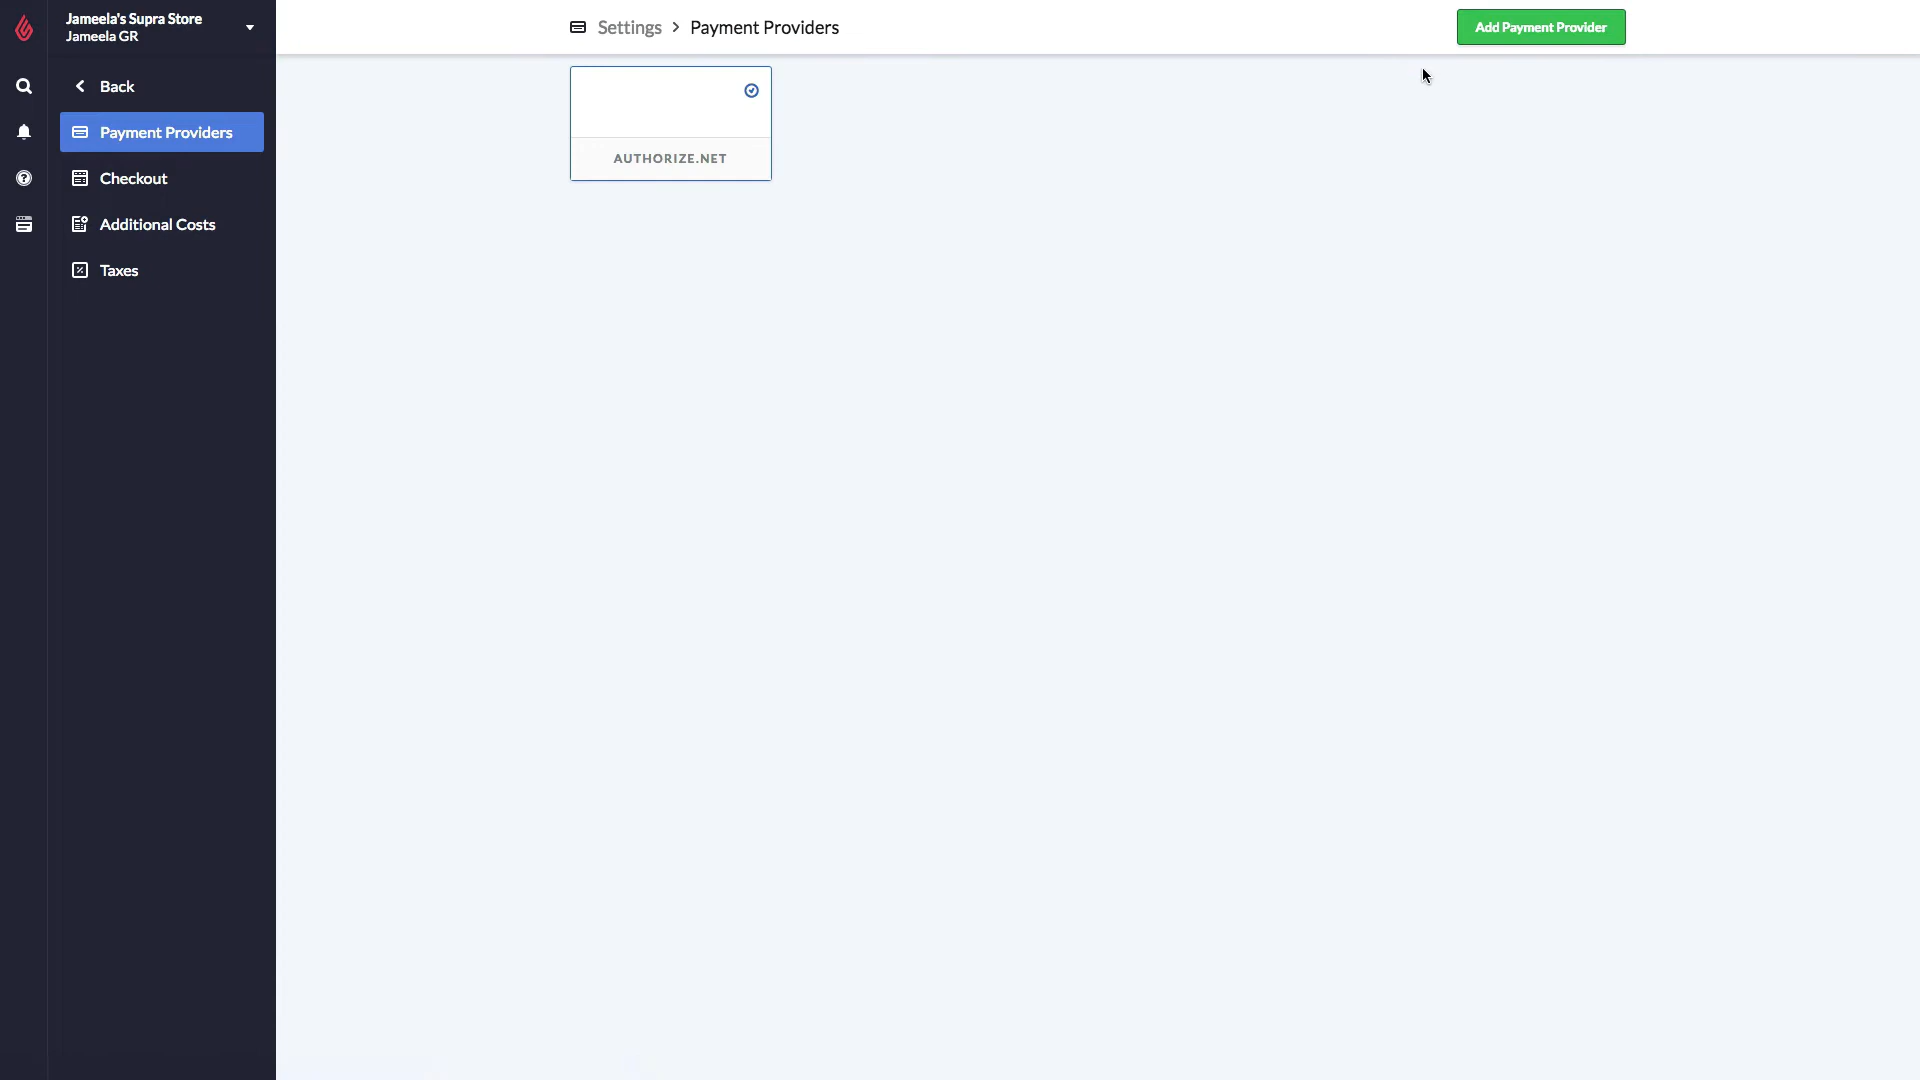 Jameela's Supra Store
Jameela GR
Back
Payment Providers
Checkout
Additional Costs
Taxes
Settings > Payment Providers
Add Payment Provider
AUTHORIZE.NET